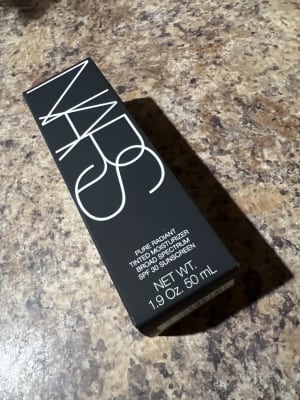 NARS
PURE RADIANT
TINTED MOISTURIZER
BROAD SPECTRUM
SPF 30 SUNSCREEN
NET WT.
1.9 Oz. 50 mL